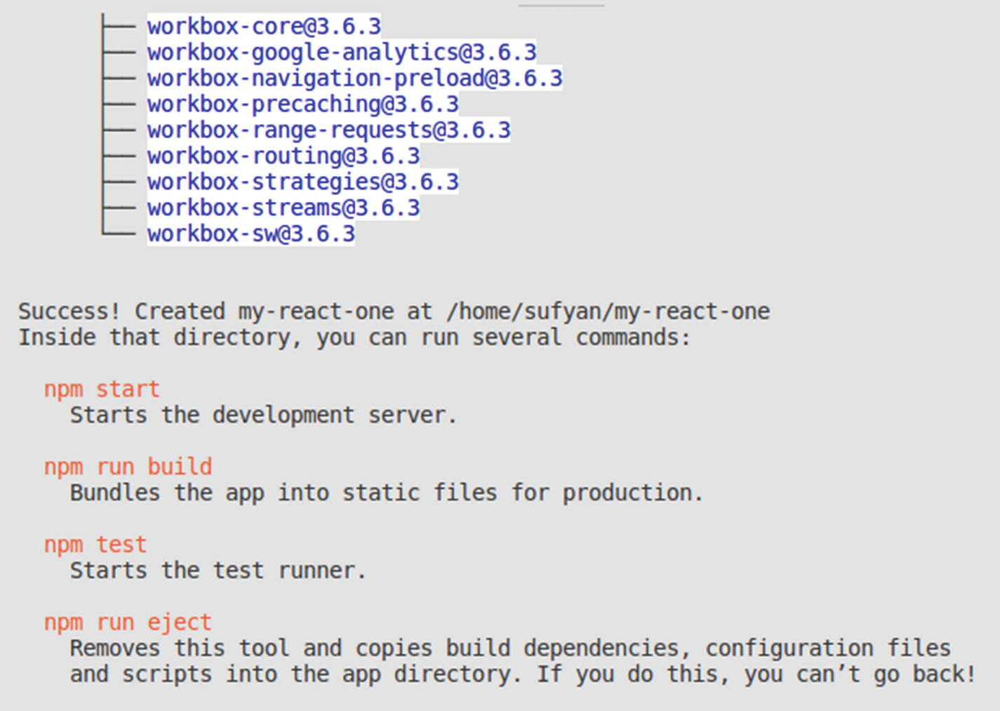 ├── workbox-core@3.6.3
├── workbox-google-analytics@3.6.3
├── workbox-navigation-preload@3.6.3
├── workbox-precaching@3.6.3
├── workbox-range-requests@3.6.3
├── workbox-routing@3.6.3
├── workbox-strategies@3.6.3
├── workbox-streams@3.6.3
└── workbox-sw@3.6.3
Success! Created my-react-one at /home/sufyan/my-react-one
Inside that directory, you can run several commands:
npm start
Starts the development server.
npm run build
Bundles the app into static files for production.
npm test
Starts the test runner.
npm run eject
Removes this tool and copies build dependencies, configuration files
and scripts into the app directory. If you do this, you can’t go back!